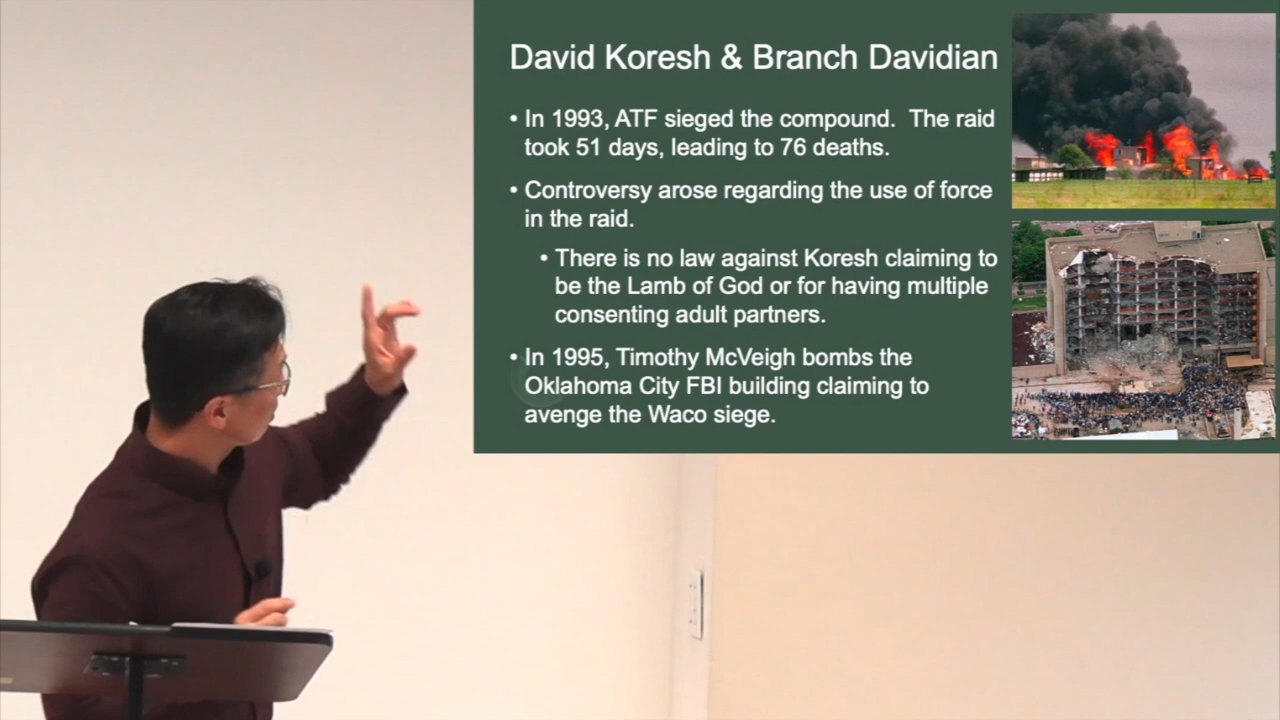 David Koresh & Branch Davidian
• In 1993, ATF sieged the compound.  The raid
took 51 days, leading to 76 deaths.
• Controversy arose regarding the use of force
in the raid.
• There is no law against Koresh claiming to
be the Lamb of God or for having multiple
consenting adult partners.
• In 1995, Timothy McVeigh bombs the
Oklahoma City FBI building claiming to
avenge the Waco siege.